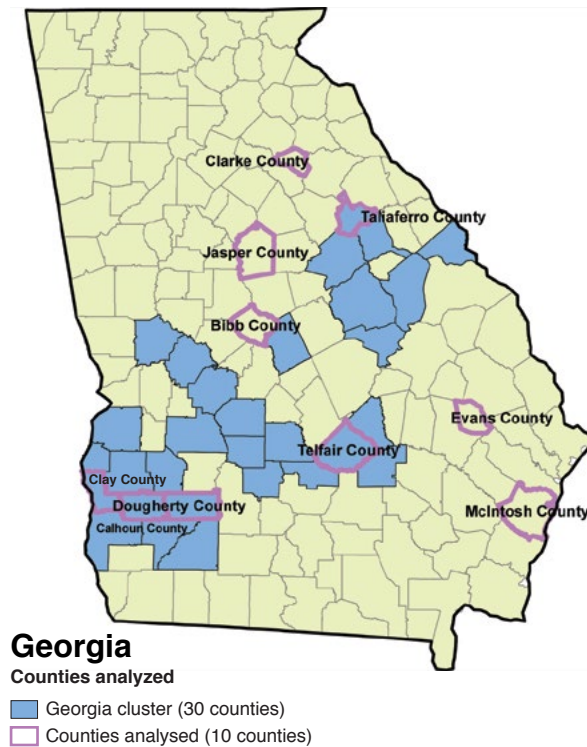 Clarke County
Taliaferro County
Jasper County
Bibb County
Evans County
Telfair County
Clay County
Dougherty County
McIntosh County
Calhoun County
Georgia
Counties analyzed
Georgia cluster (30 counties)
Counties analysed (10 counties)